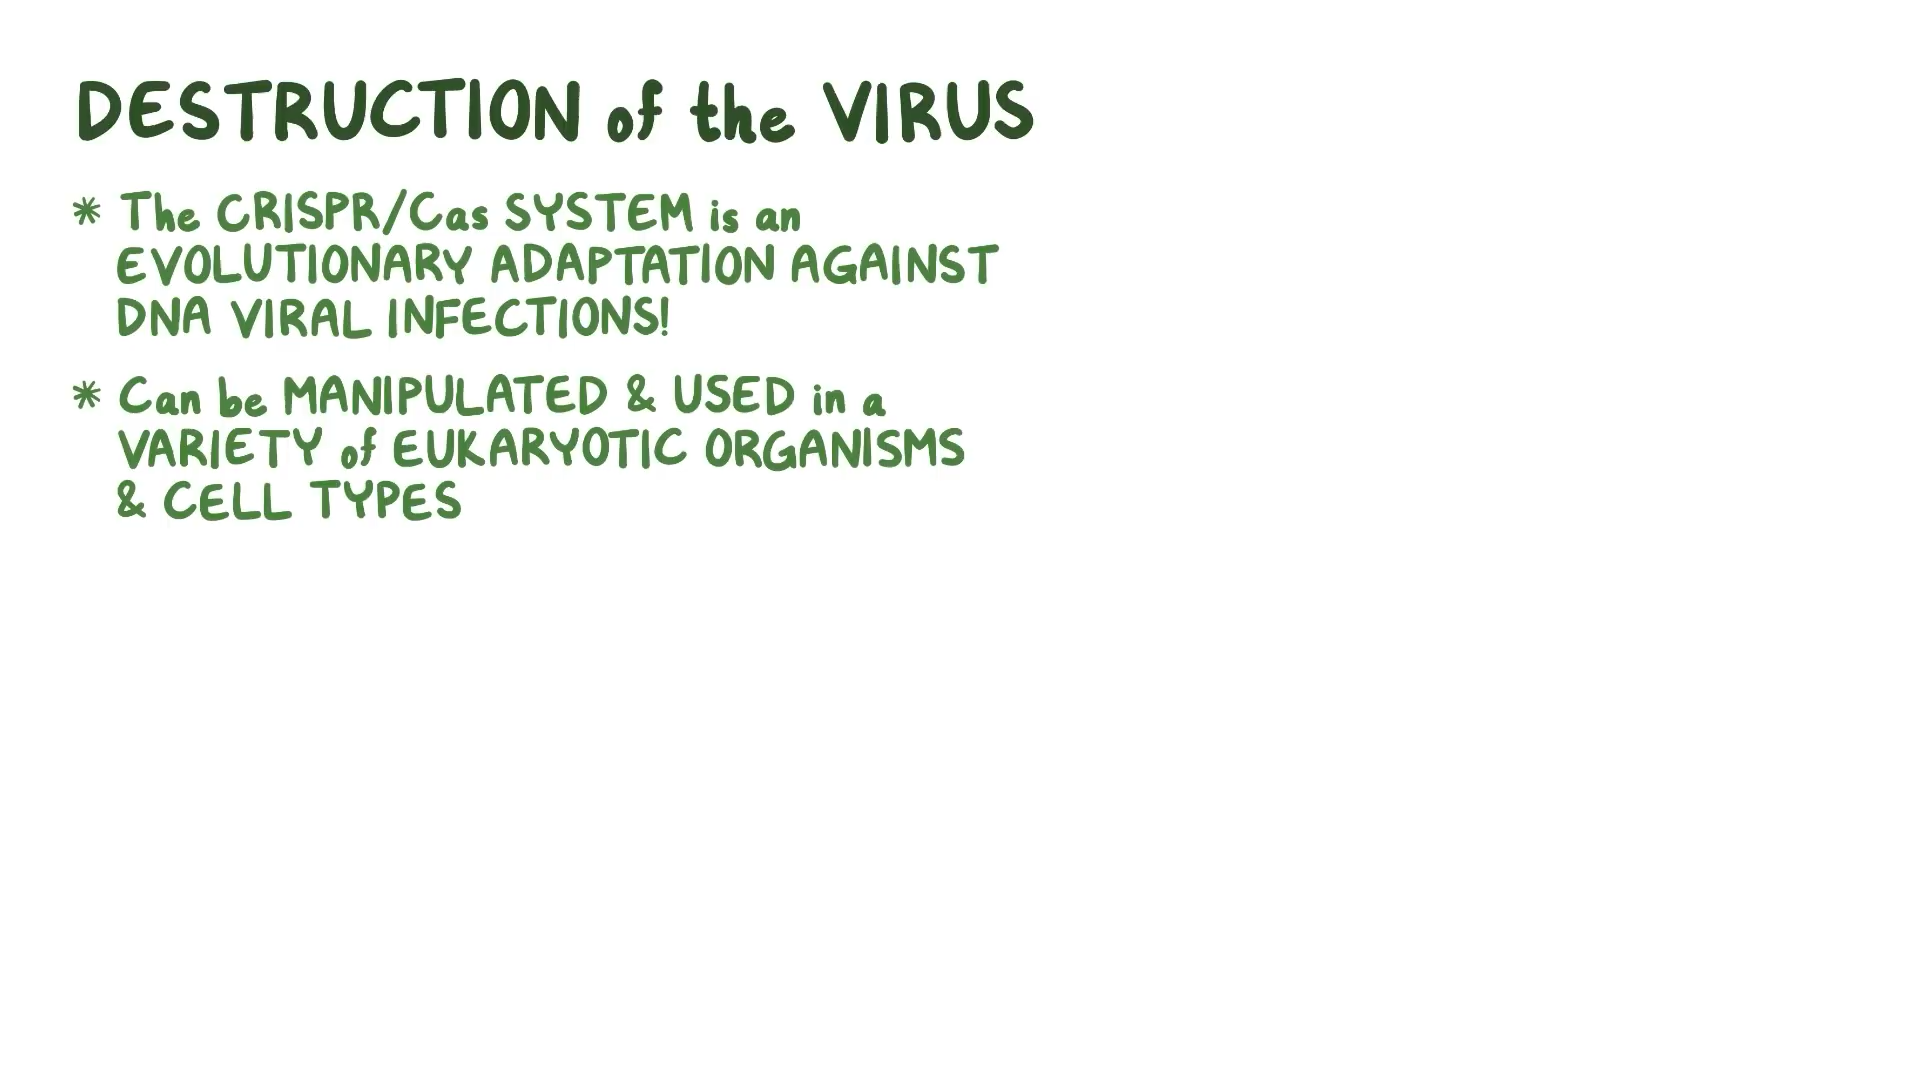 DESTRUCTION of the VIRUS
* The CRISPR/Cas SYSTEM is an
EVOLUTIONARY ADAPTATION AGAINST
DNA VIRAL INFECTIONS!
* Can be MANIPULATED & USED in a
VARIETY of EUKARYOTIC ORGANISMS
& CELL TYPES